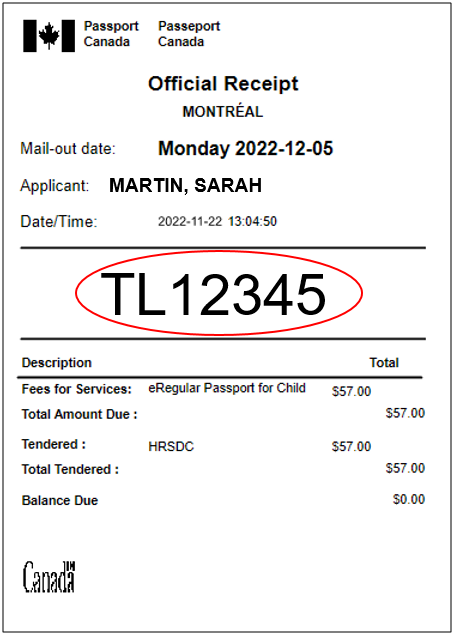 Passport Passeport
Canada Canada
Official Receipt
MONTRÉAL
Mail-out date: Monday 2022-12-05
Applicant: MARTIN, SARAH
Date/Time: 2022-11-22 13:04:50
TL12345
Description Total
Fees for Services: eRegular Passport for Child $57.00
Total Amount Due : $57.00
Tendered : HRSDC $57.00
Total Tendered : $57.00
Balance Due $0.00
Canada